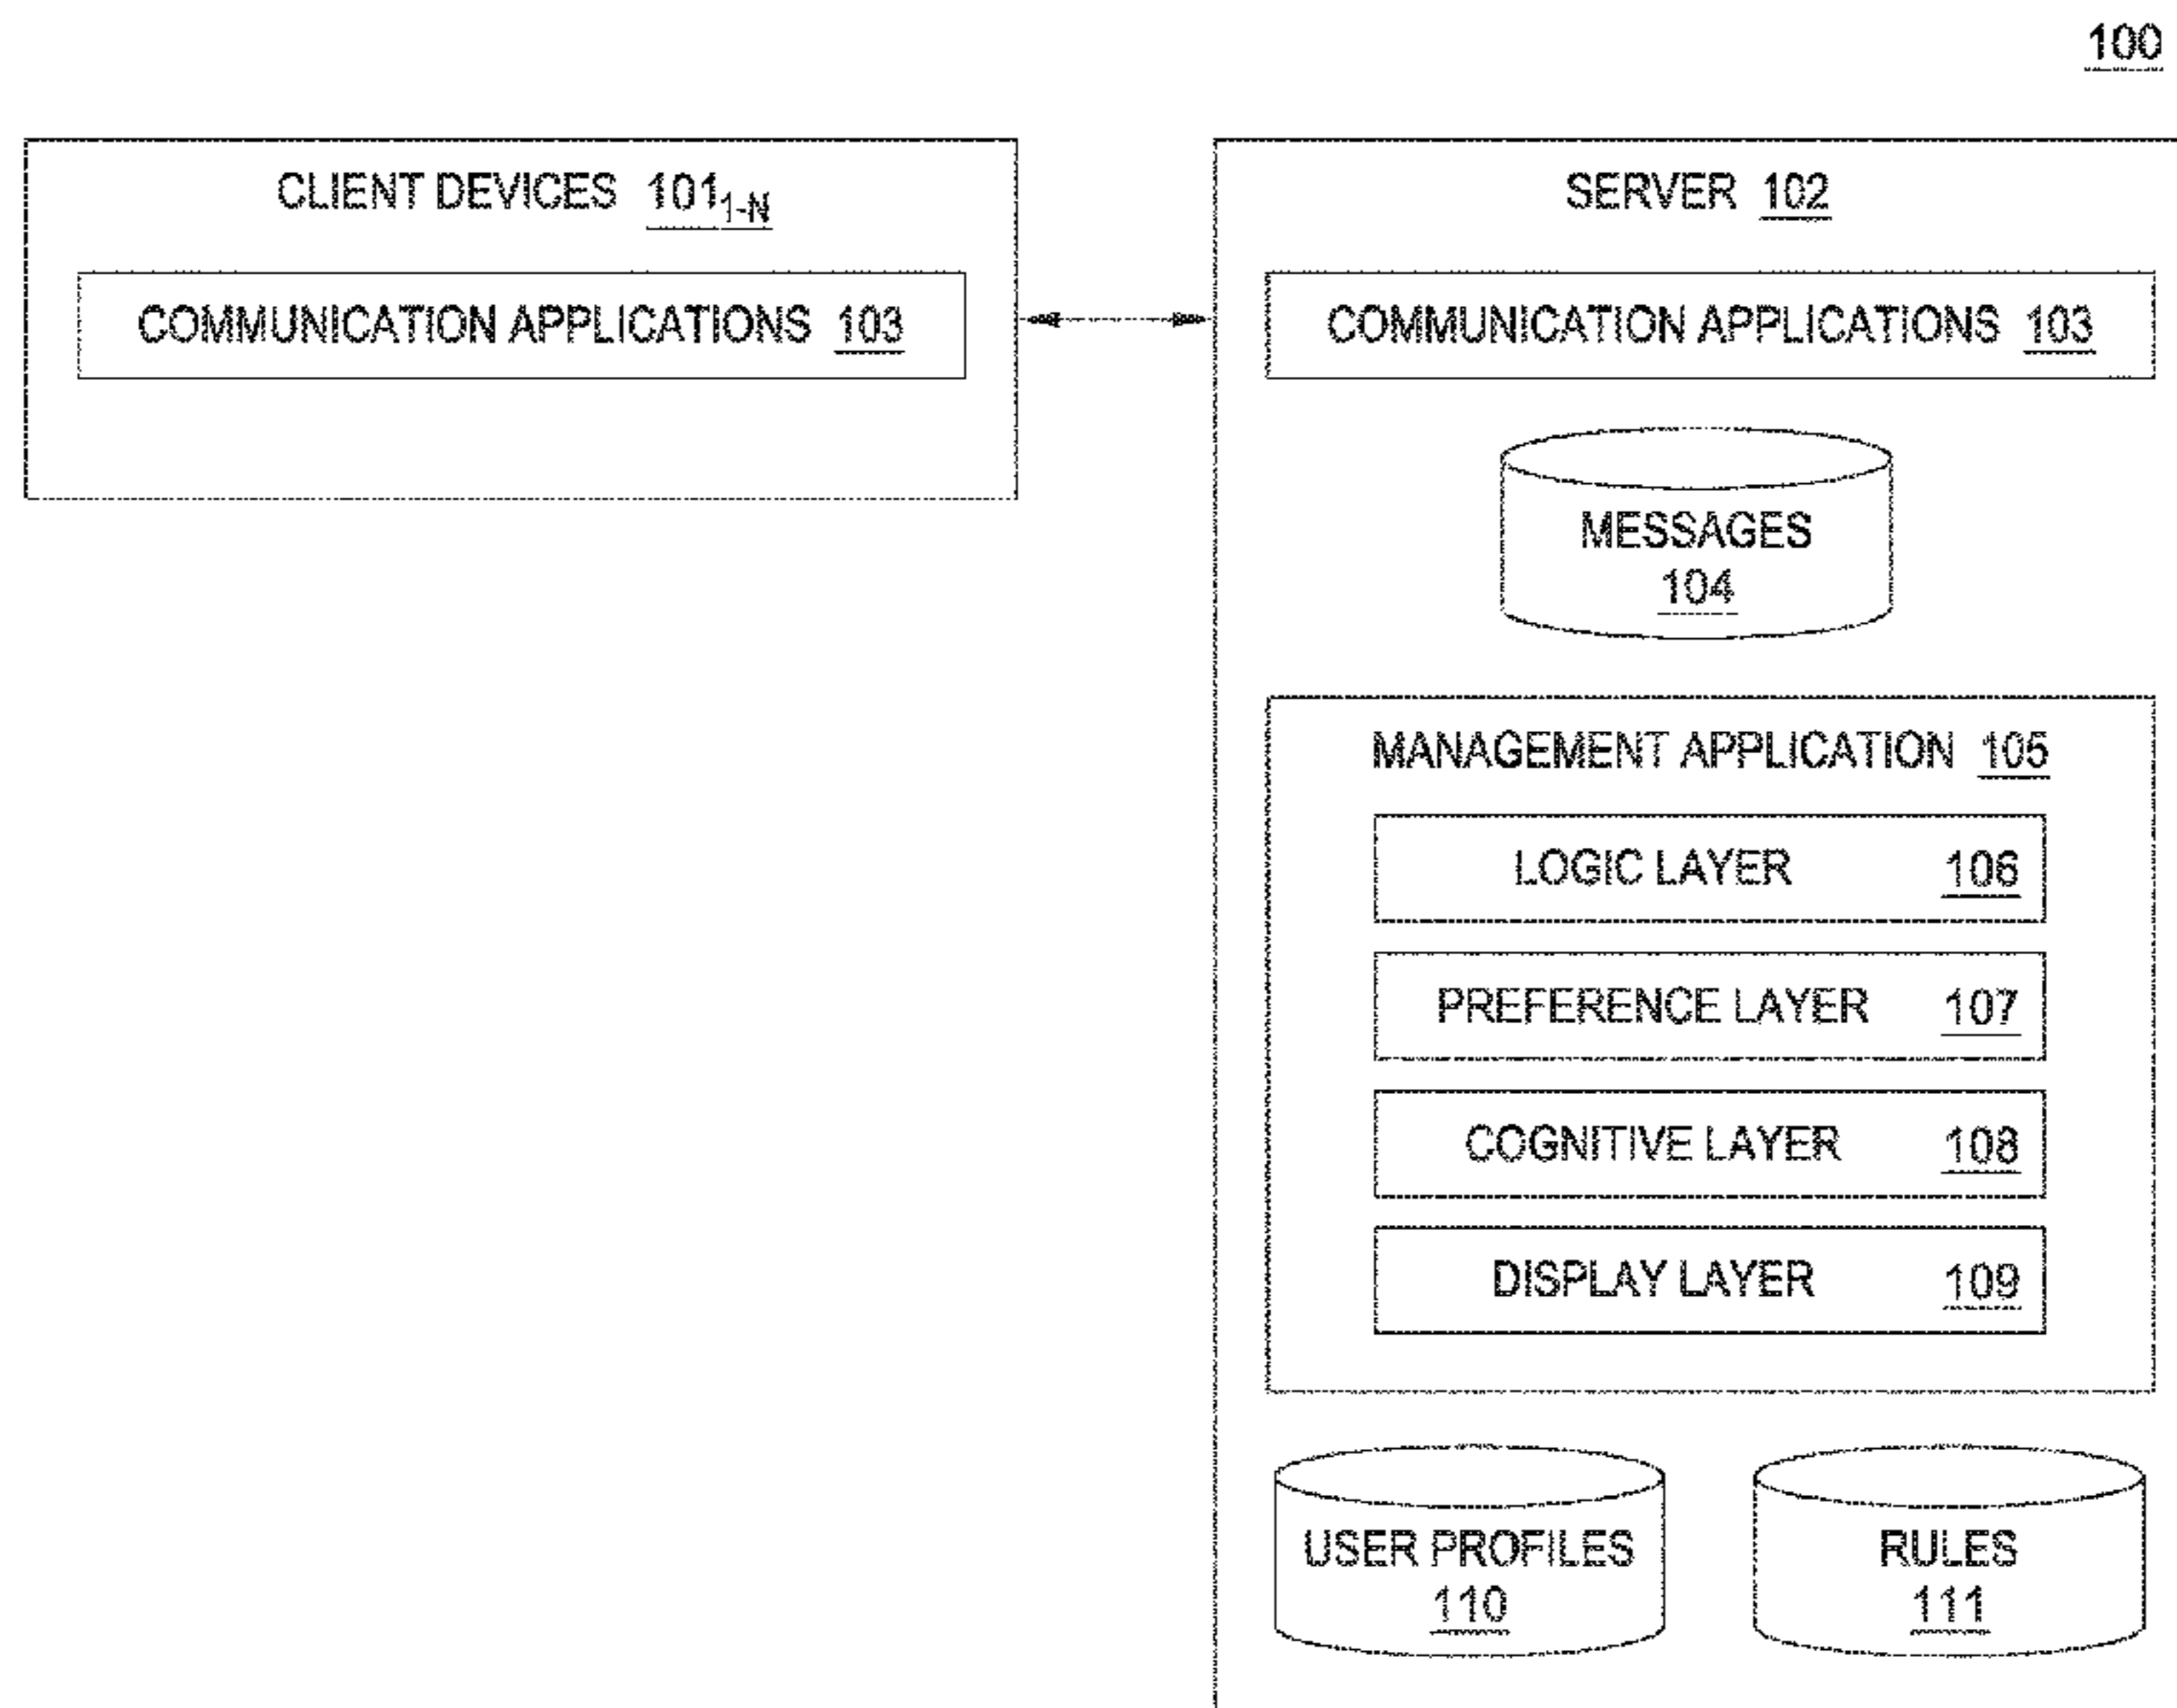 100
CLIENT DEVICES 101₁₋N
COMMUNICATION APPLICATIONS 103
SERVER 102
COMMUNICATION APPLICATIONS 103
MESSAGES
104
MANAGEMENT APPLICATION 105
LOGIC LAYER 106
PREFERENCE LAYER 107
COGNITIVE LAYER 108
DISPLAY LAYER 109
USER PROFILES
110
RULES
111